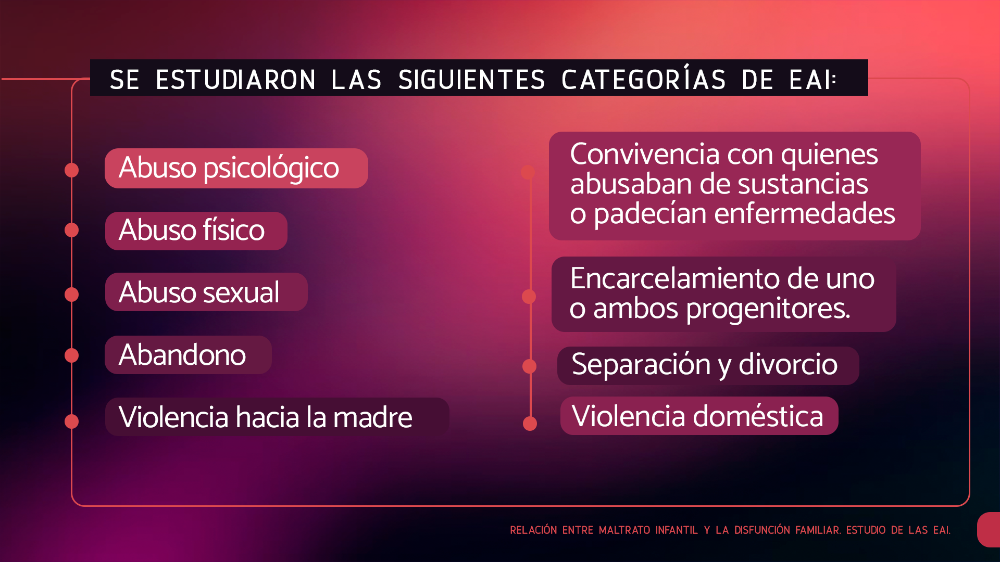 SE ESTUDIARON LAS SIGUIENTES CATEGORÍAS DE EAI:
Abuso psicológico
Abuso físico
Abuso sexual
Abandono
Violencia hacia la madre
Convivencia con quienes
abusaban de sustancias
o padecían enfermedades
Encarcelamiento de uno
o ambos progenitores.
Separación y divorcio
Violencia doméstica
RELACIÓN ENTRE MALTRATO INFANTIL Y LA DISFUNCIÓN FAMILIAR. ESTUDIO DE LAS EAI.